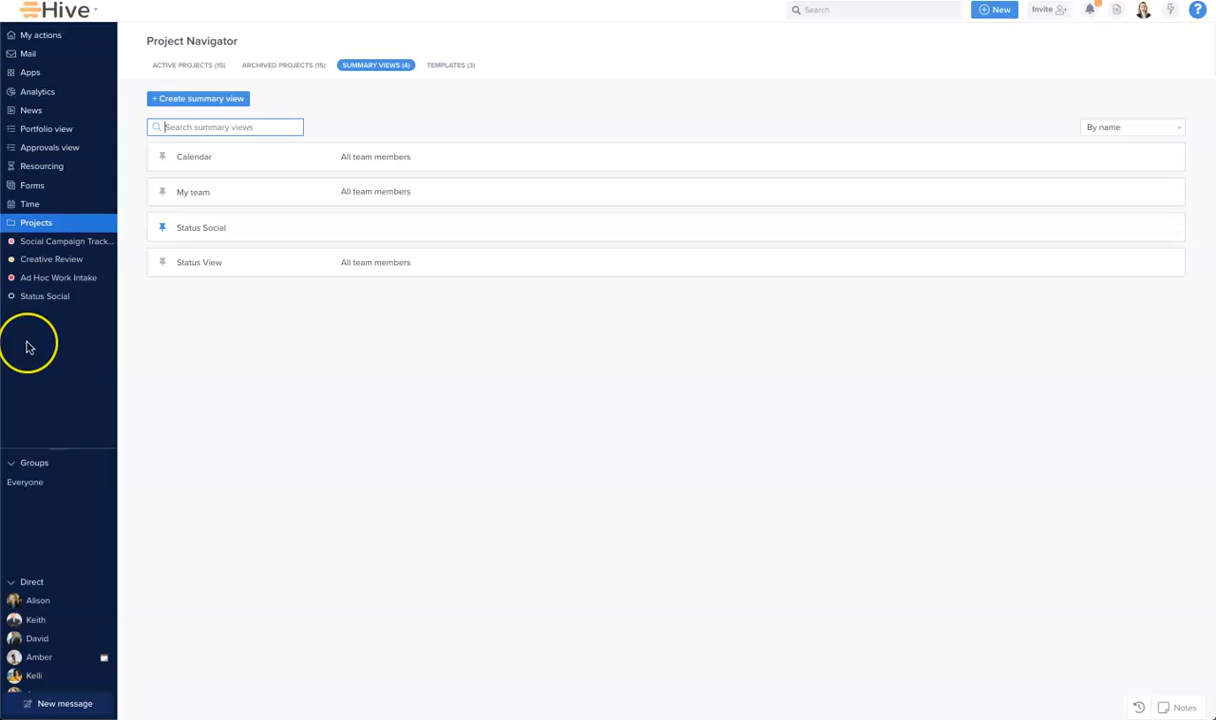 Hive
Search
New
Invite
?
My actions
Mail
Apps
Analytics
News
Portfolio view
Approvals view
Resourcing
Forms
Time
Projects
Social Campaign Track...
Creative Review
Ad Hoc Work Intake
Status Social
Groups
Everyone
Direct
Alison
Keith
David
Amber
Kelli
New message
Project Navigator
ACTIVE PROJECTS (15) ARCHIVED PROJECTS (15) SUMMARY VIEWS (4) TEMPLATES (3)
+ Create summary view
Search summary views
By name
Calendar All team members
My team All team members
Status Social
Status View All team members
Notes